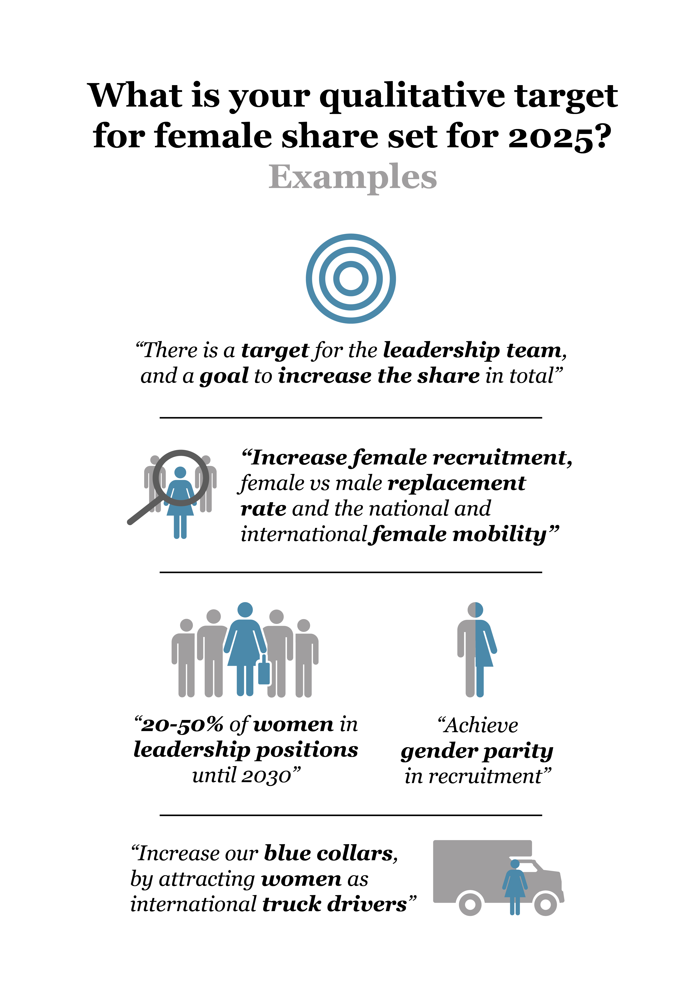 What is your qualitative target
for female share set for 2025?
Examples
“There is a target for the leadership team,
and a goal to increase the share in total”
“Increase female recruitment,
female vs male replacement
rate and the national and
international female mobility”
“20-50% of women in
leadership positions
until 2030”
“Achieve
gender parity
in recruitment”
“Increase our blue collars,
by attracting women as
international truck drivers”